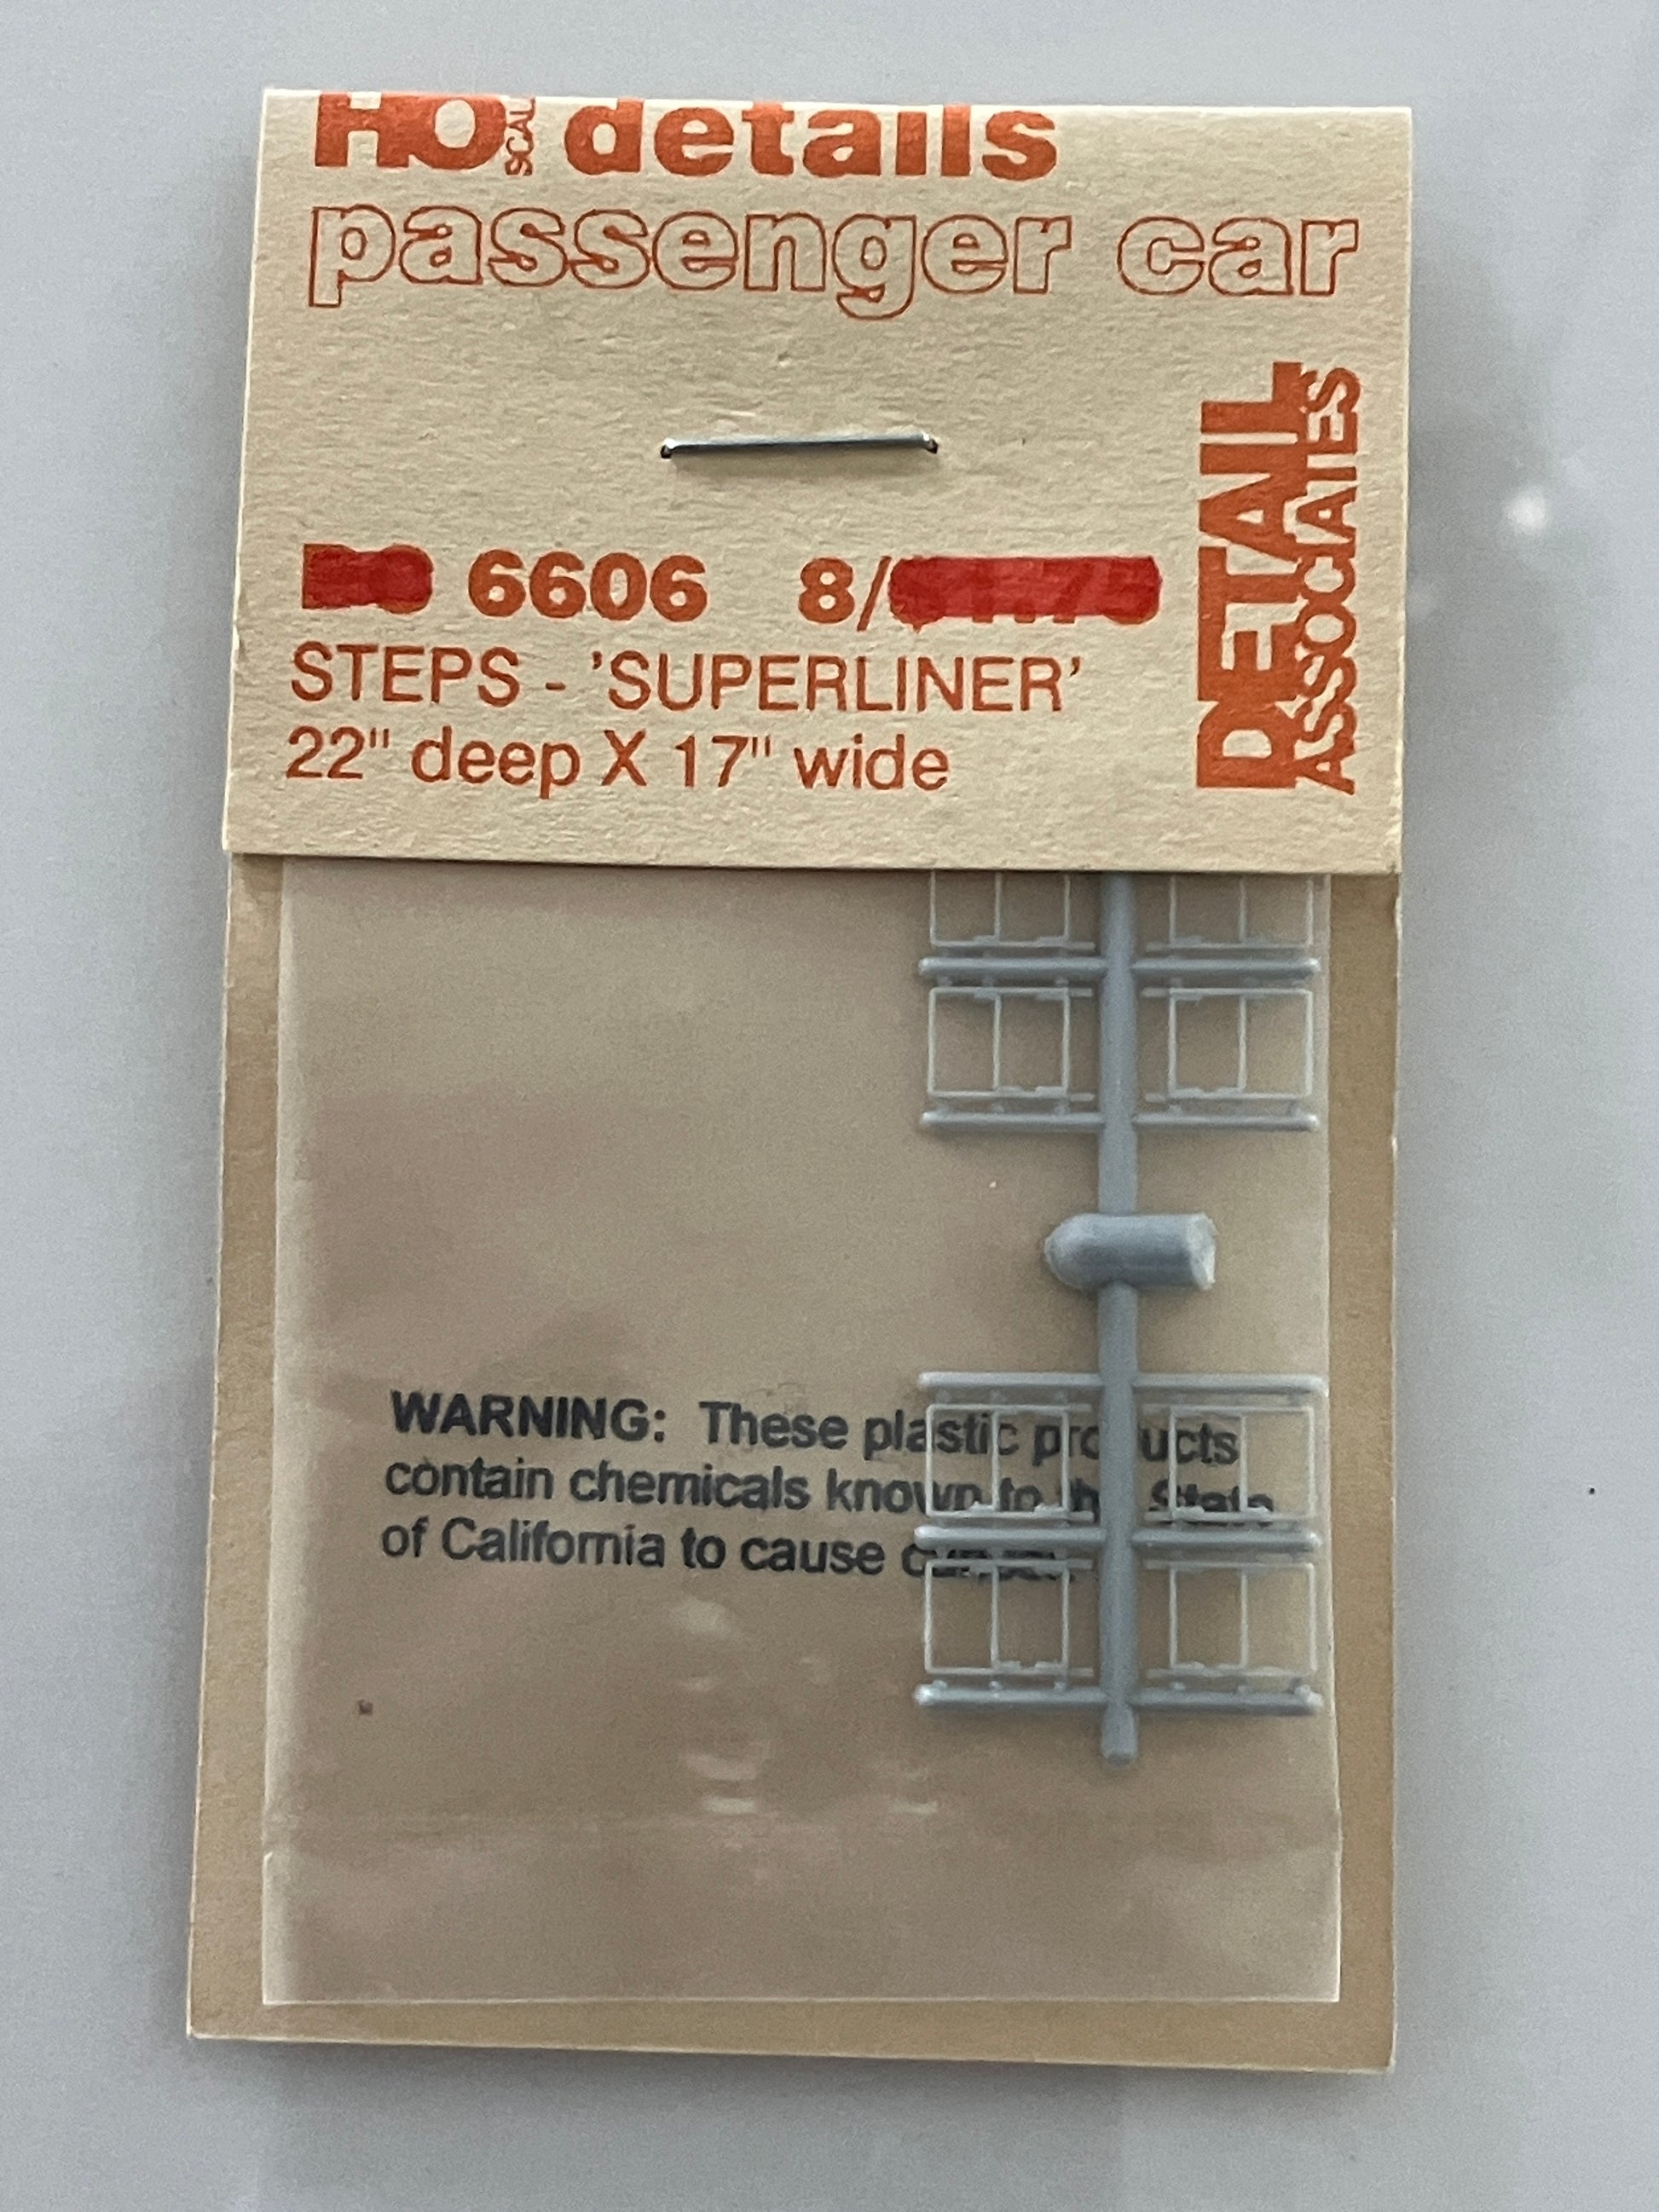 HO SCALE details
passenger car
DETAIL
ASSOCIATES
6606 8/
STEPS - 'SUPERLINER'
22" deep X 17" wide
WARNING: These plastic products
contain chemicals known to the State
of California to cause cancer.